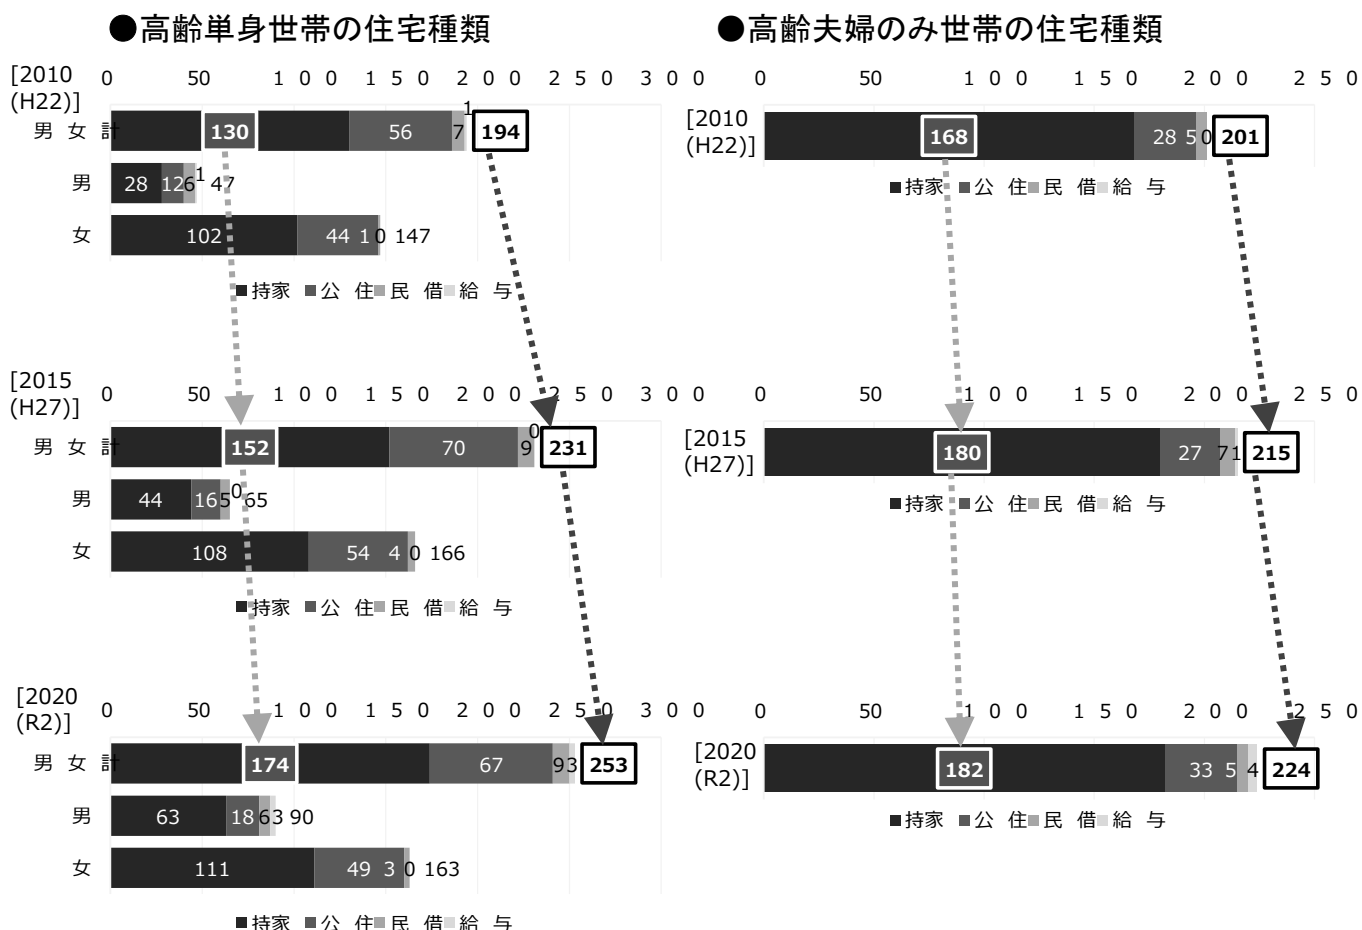 ●高齢単身世帯の住宅種類
[2010
(H22)]
0 50 100 150 200 250 300
男女計 130 56 7 1 194
男 28 12 6 1 47
女 102 44 1 0 147
■持家 ■公住 ■民借 ■給与
[2015
(H27)]
0 50 100 150 200 250 300
男女計 152 70 9 0 231
男 44 16 5 0 65
女 108 54 4 0 166
■持家 ■公住 ■民借 ■給与
[2020
(R2)]
0 50 100 150 200 250 300
男女計 174 67 9 3 253
男 63 18 6 3 90
女 111 49 3 0 163
■持家 ■公住 ■民借 ■給与
●高齢夫婦のみ世帯の住宅種類
0 50 100 150 200 250
[2010
(H22)]
168 28 5 0 201
■持家 ■公住 ■民借 ■給与
0 50 100 150 200 250
[2015
(H27)]
180 27 7 1 215
■持家 ■公住 ■民借 ■給与
0 50 100 150 200 250
[2020
(R2)]
182 33 5 4 224
■持家 ■公住 ■民借 ■給与